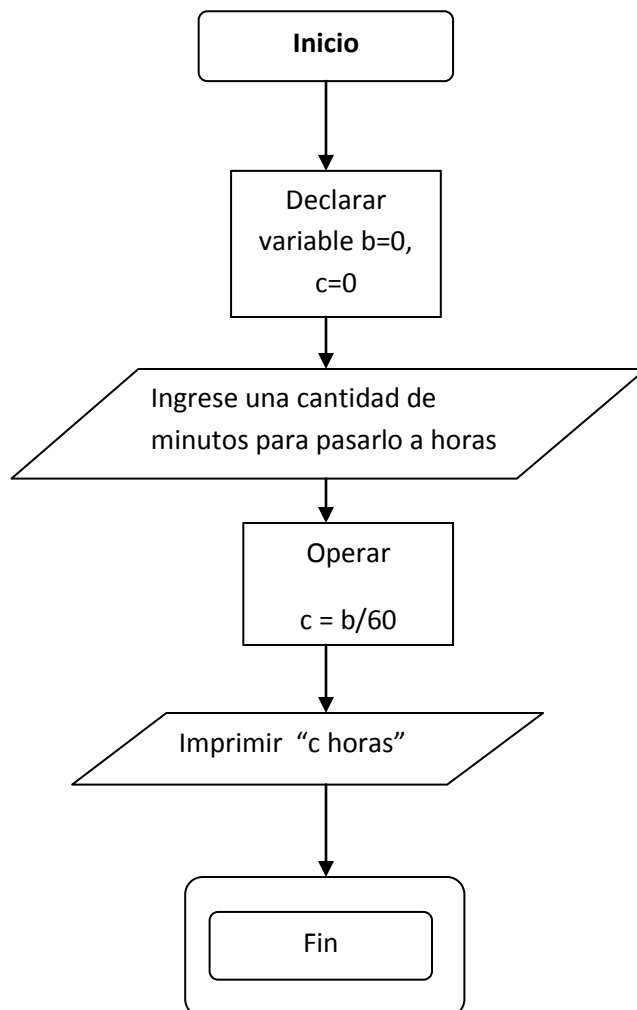 Inicio
Declarar
variable b=0,
c=0
Ingrese una cantidad de
minutos para pasarlo a horas
Operar
c = b/60
Imprimir “c horas”
Fin